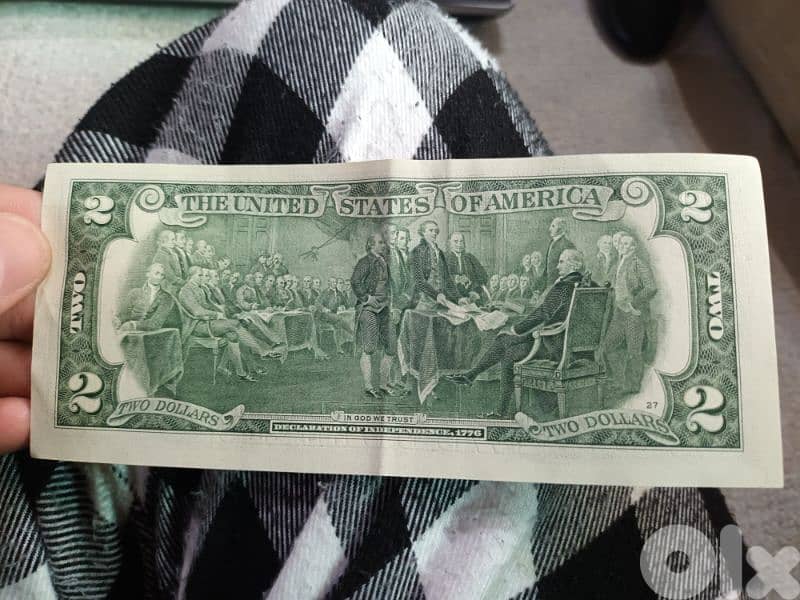 THE UNITED STATES OF AMERICA
2 2
TWO TWO
2 2
27
TWO DOLLARS IN GOD WE TRUST TWO DOLLARS
DECLARATION OF INDEPENDENCE, 1776
olx